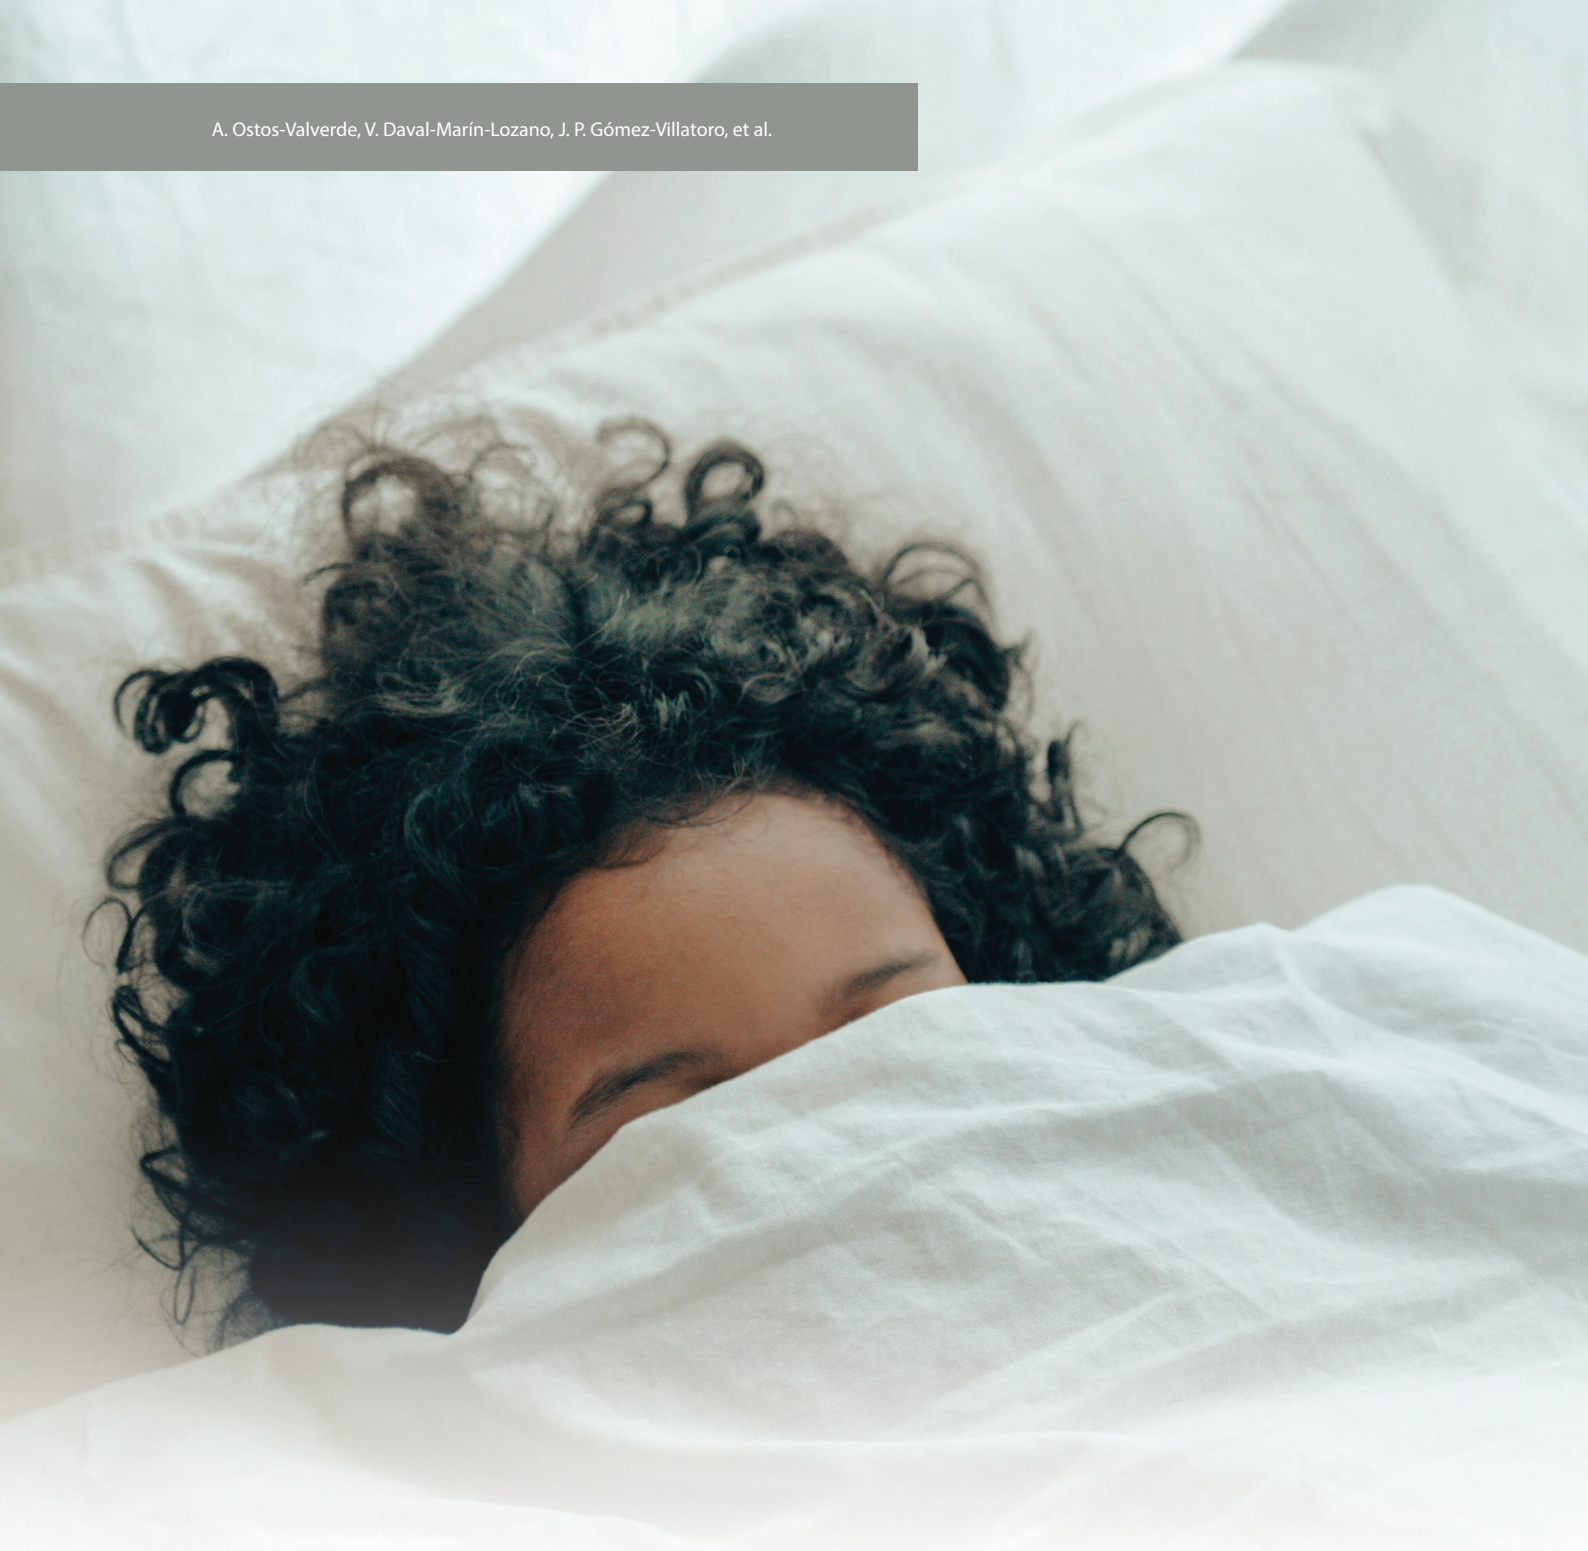 A. Ostos-Valverde, V. Daval-Marín-Lozano, J. P. Gómez-Villatoro, et al.